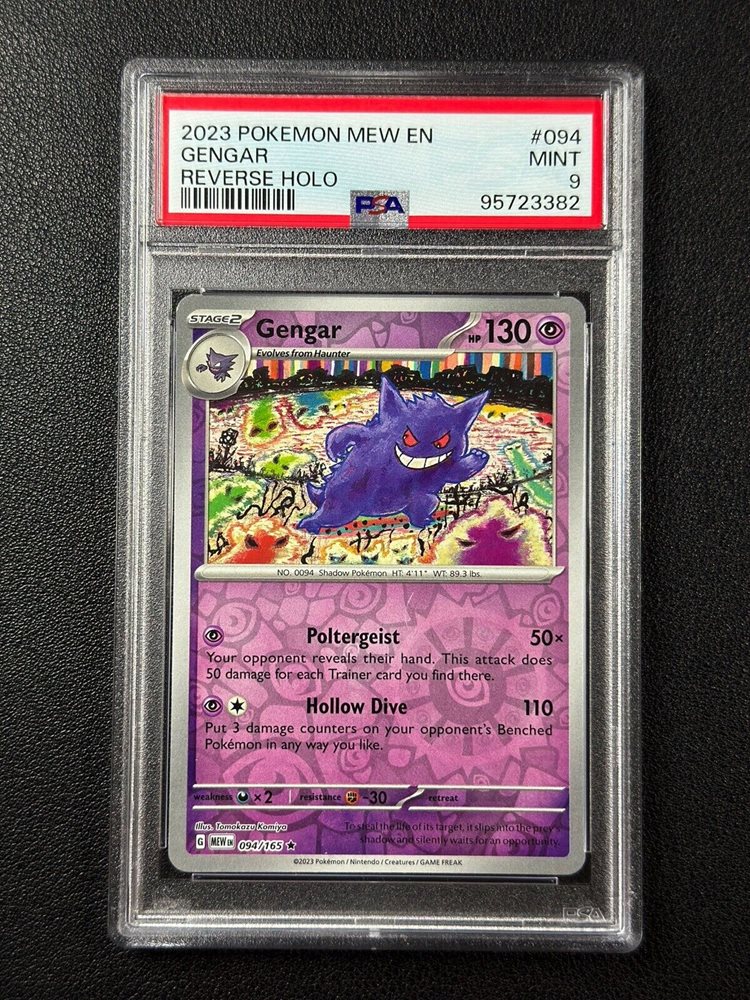 2023 POKEMON MEW EN #094
GENGAR MINT
REVERSE HOLO 9
PSA 95723382
STAGE2 Gengar HP 130
Evolves from Haunter
NO. 0094 Shadow Pokémon HT: 4'11" WT: 89.3 lbs.
Poltergeist 50×
Your opponent reveals their hand. This attack does
50 damage for each Trainer card you find there.
Hollow Dive 110
Put 3 damage counters on your opponent's Benched
Pokémon in any way you like.
weakness ×2 resistance -30 retreat
Illus. Tomokazu Komiya
To steal the life of its target, it slips into the prey's
shadow and silently waits for an opportunity.
G MEW EN 094/165
©2023 Pokémon / Nintendo / Creatures / GAME FREAK
PSA